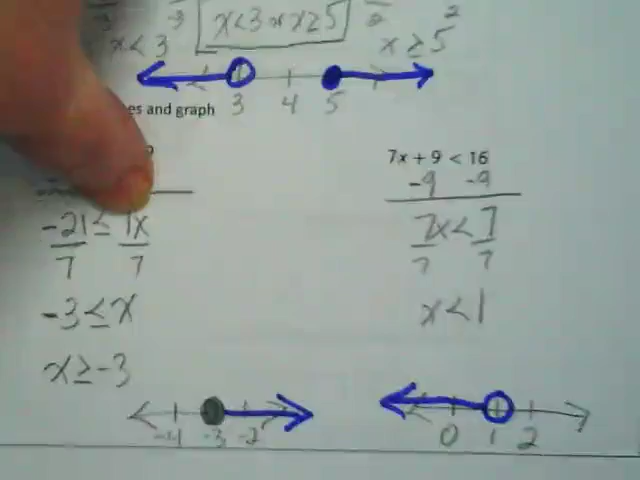 x<3 or x≥5
x<3
x≥5
2
3 4 5
es and graph
7x + 9 < 16
-9 -9
-21 ≤ 7x
7 7
7x < 7
7 7
-3 ≤ x
x < 1
x ≥ -3
-4 -3 -2
0 1 2